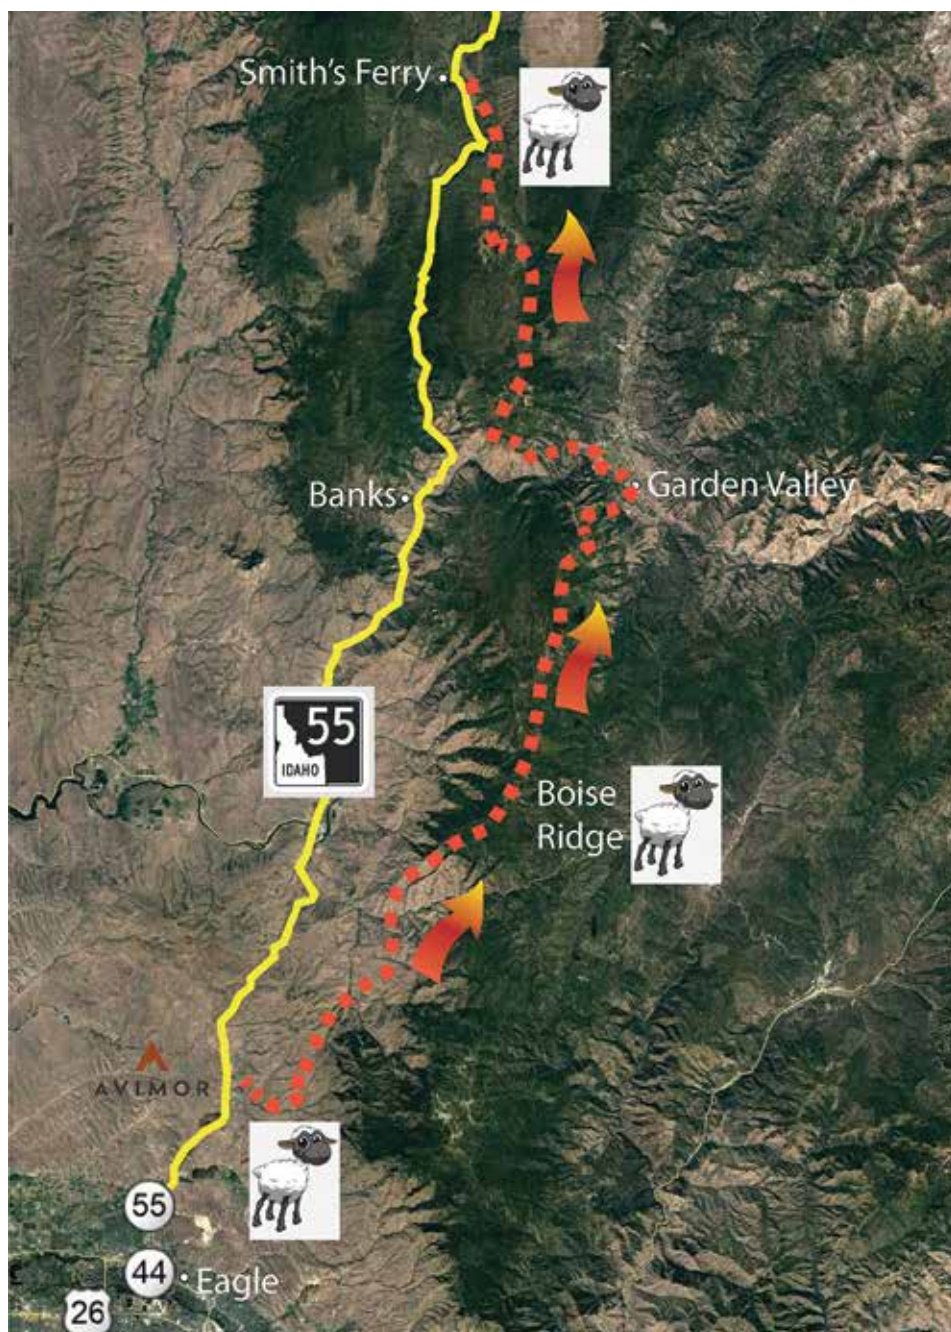 Smith's Ferry
Garden Valley
Banks
55
IDAHO
Boise
Ridge
AVIMOR
55
44
Eagle
26